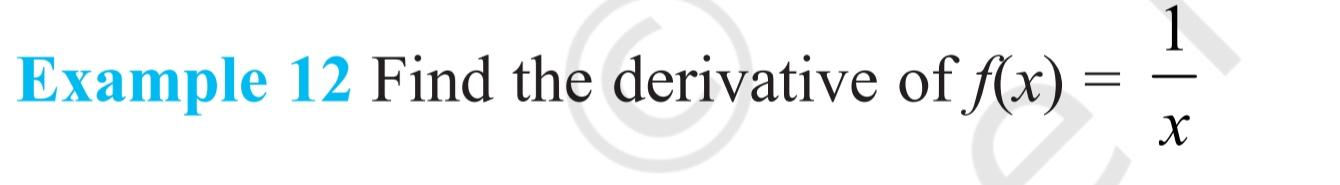 Example 12 Find the derivative of f(x) = 1/x